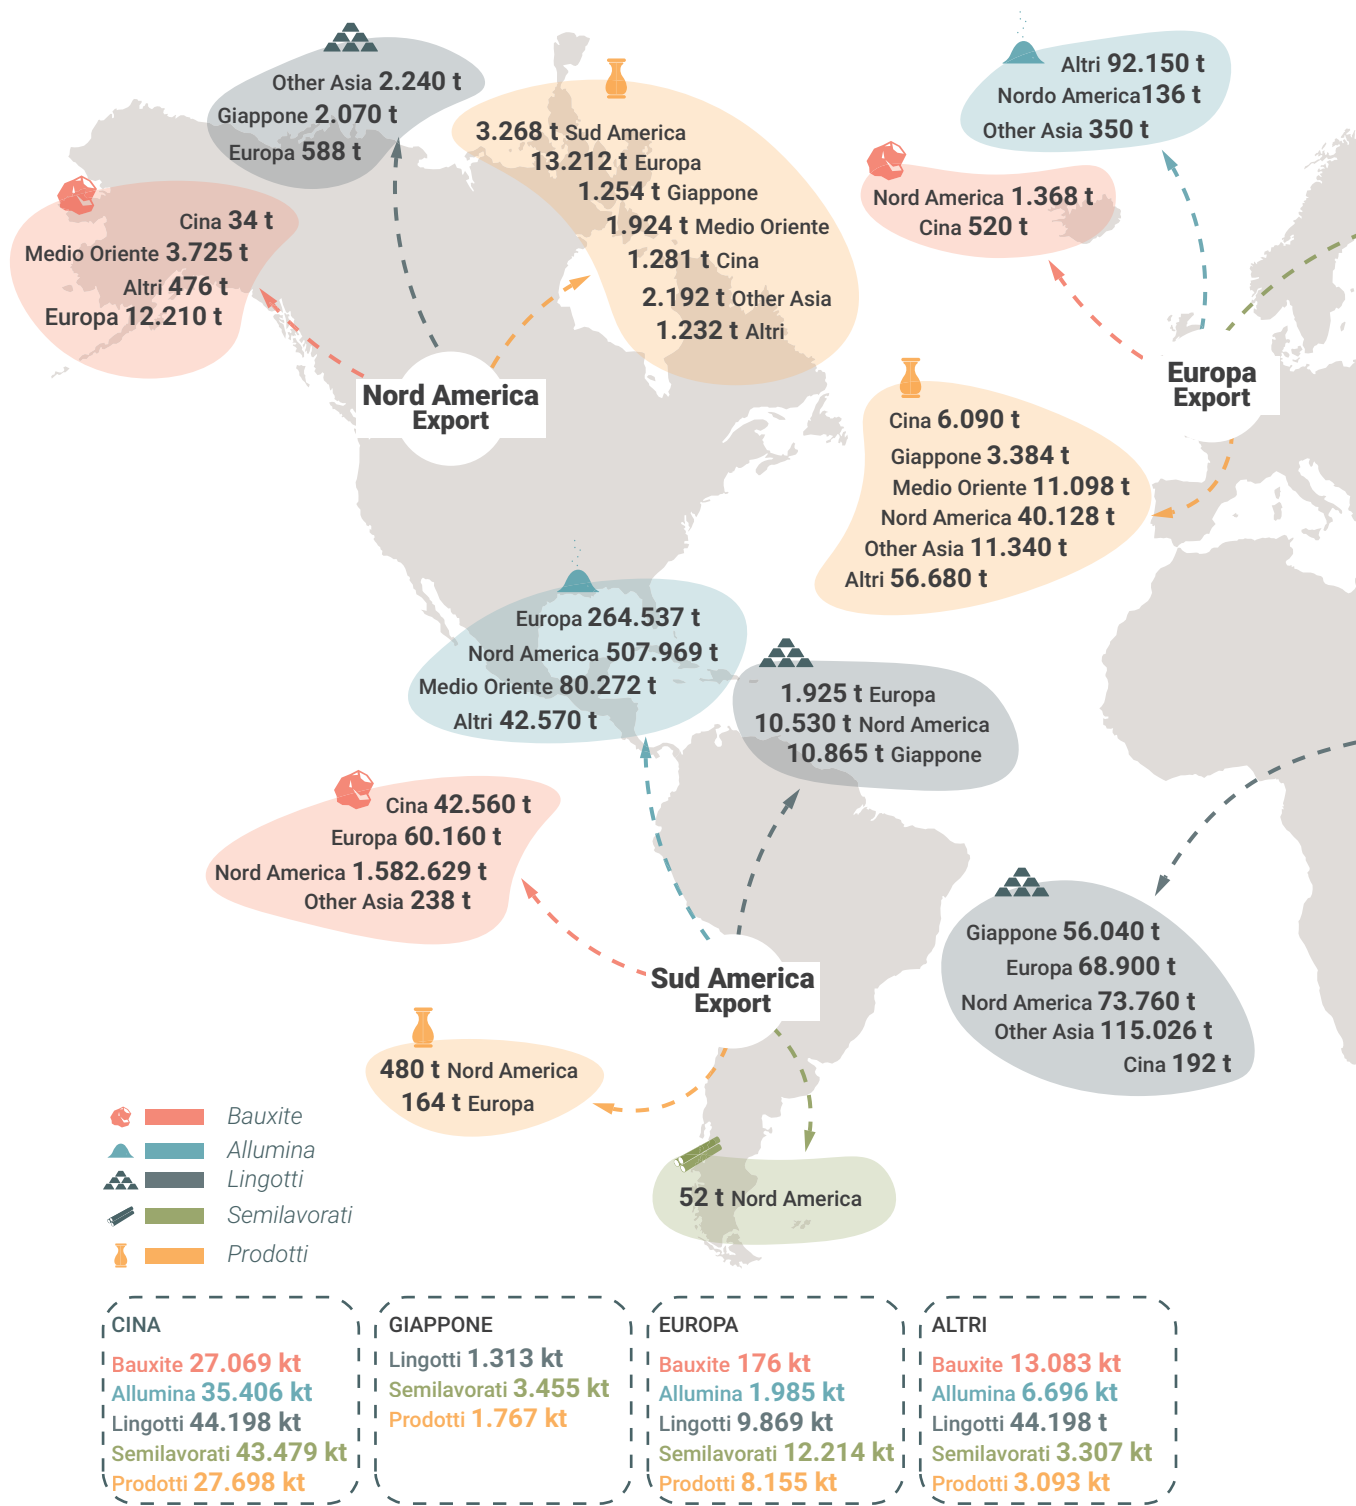 Other Asia 2.240 t
Giappone 2.070 t
Europa 588 t
3.268 t Sud America
13.212 t Europa
1.254 t Giappone
1.924 t Medio Oriente
1.281 t Cina
2.192 t Other Asia
1.232 t Altri
Altri 92.150 t
Nordo America136 t
Other Asia 350 t
Nord America 1.368 t
Cina 520 t
Cina 34 t
Medio Oriente 3.725 t
Altri 476 t
Europa 12.210 t
Nord America
Export
Europa
Export
Cina 6.090 t
Giappone 3.384 t
Medio Oriente 11.098 t
Nord America 40.128 t
Other Asia 11.340 t
Altri 56.680 t
Europa 264.537 t
Nord America 507.969 t
Medio Oriente 80.272 t
Altri 42.570 t
1.925 t Europa
10.530 t Nord America
10.865 t Giappone
Cina 42.560 t
Europa 60.160 t
Nord America 1.582.629 t
Other Asia 238 t
Sud America
Export
Giappone 56.040 t
Europa 68.900 t
Nord America 73.760 t
Other Asia 115.026 t
Cina 192 t
480 t Nord America
164 t Europa
52 t Nord America
Bauxite
Allumina
Lingotti
Semilavorati
Prodotti
CINA
Bauxite 27.069 kt
Allumina 35.406 kt
Lingotti 44.198 kt
Semilavorati 43.479 kt
Prodotti 27.698 kt
GIAPPONE
Lingotti 1.313 kt
Semilavorati 3.455 kt
Prodotti 1.767 kt
EUROPA
Bauxite 176 kt
Allumina 1.985 kt
Lingotti 9.869 kt
Semilavorati 12.214 kt
Prodotti 8.155 kt
ALTRI
Bauxite 13.083 kt
Allumina 6.696 kt
Lingotti 44.198 t
Semilavorati 3.307 kt
Prodotti 3.093 kt